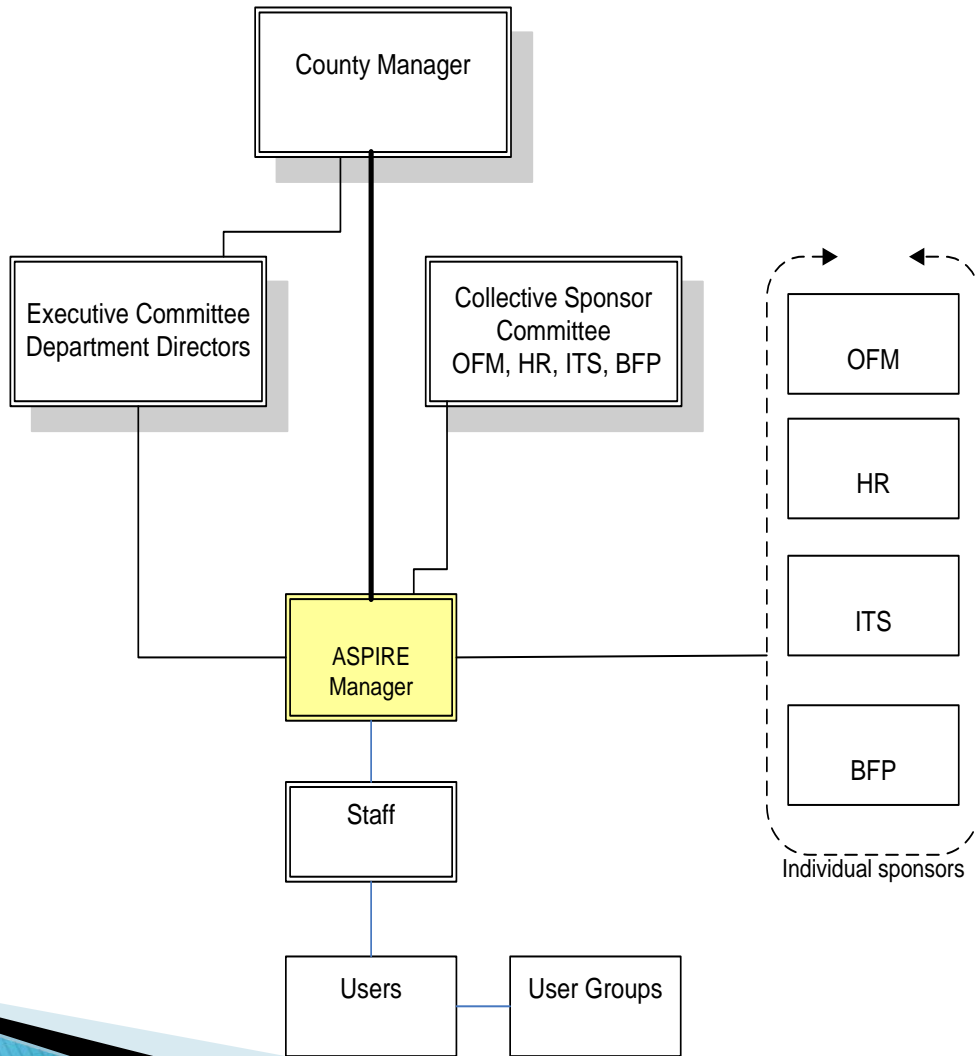 County Manager
Executive Committee
Department Directors
Collective Sponsor
Committee
OFM, HR, ITS, BFP
OFM
HR
ITS
BFP
Individual sponsors
ASPIRE
Manager
Staff
Users
User Groups